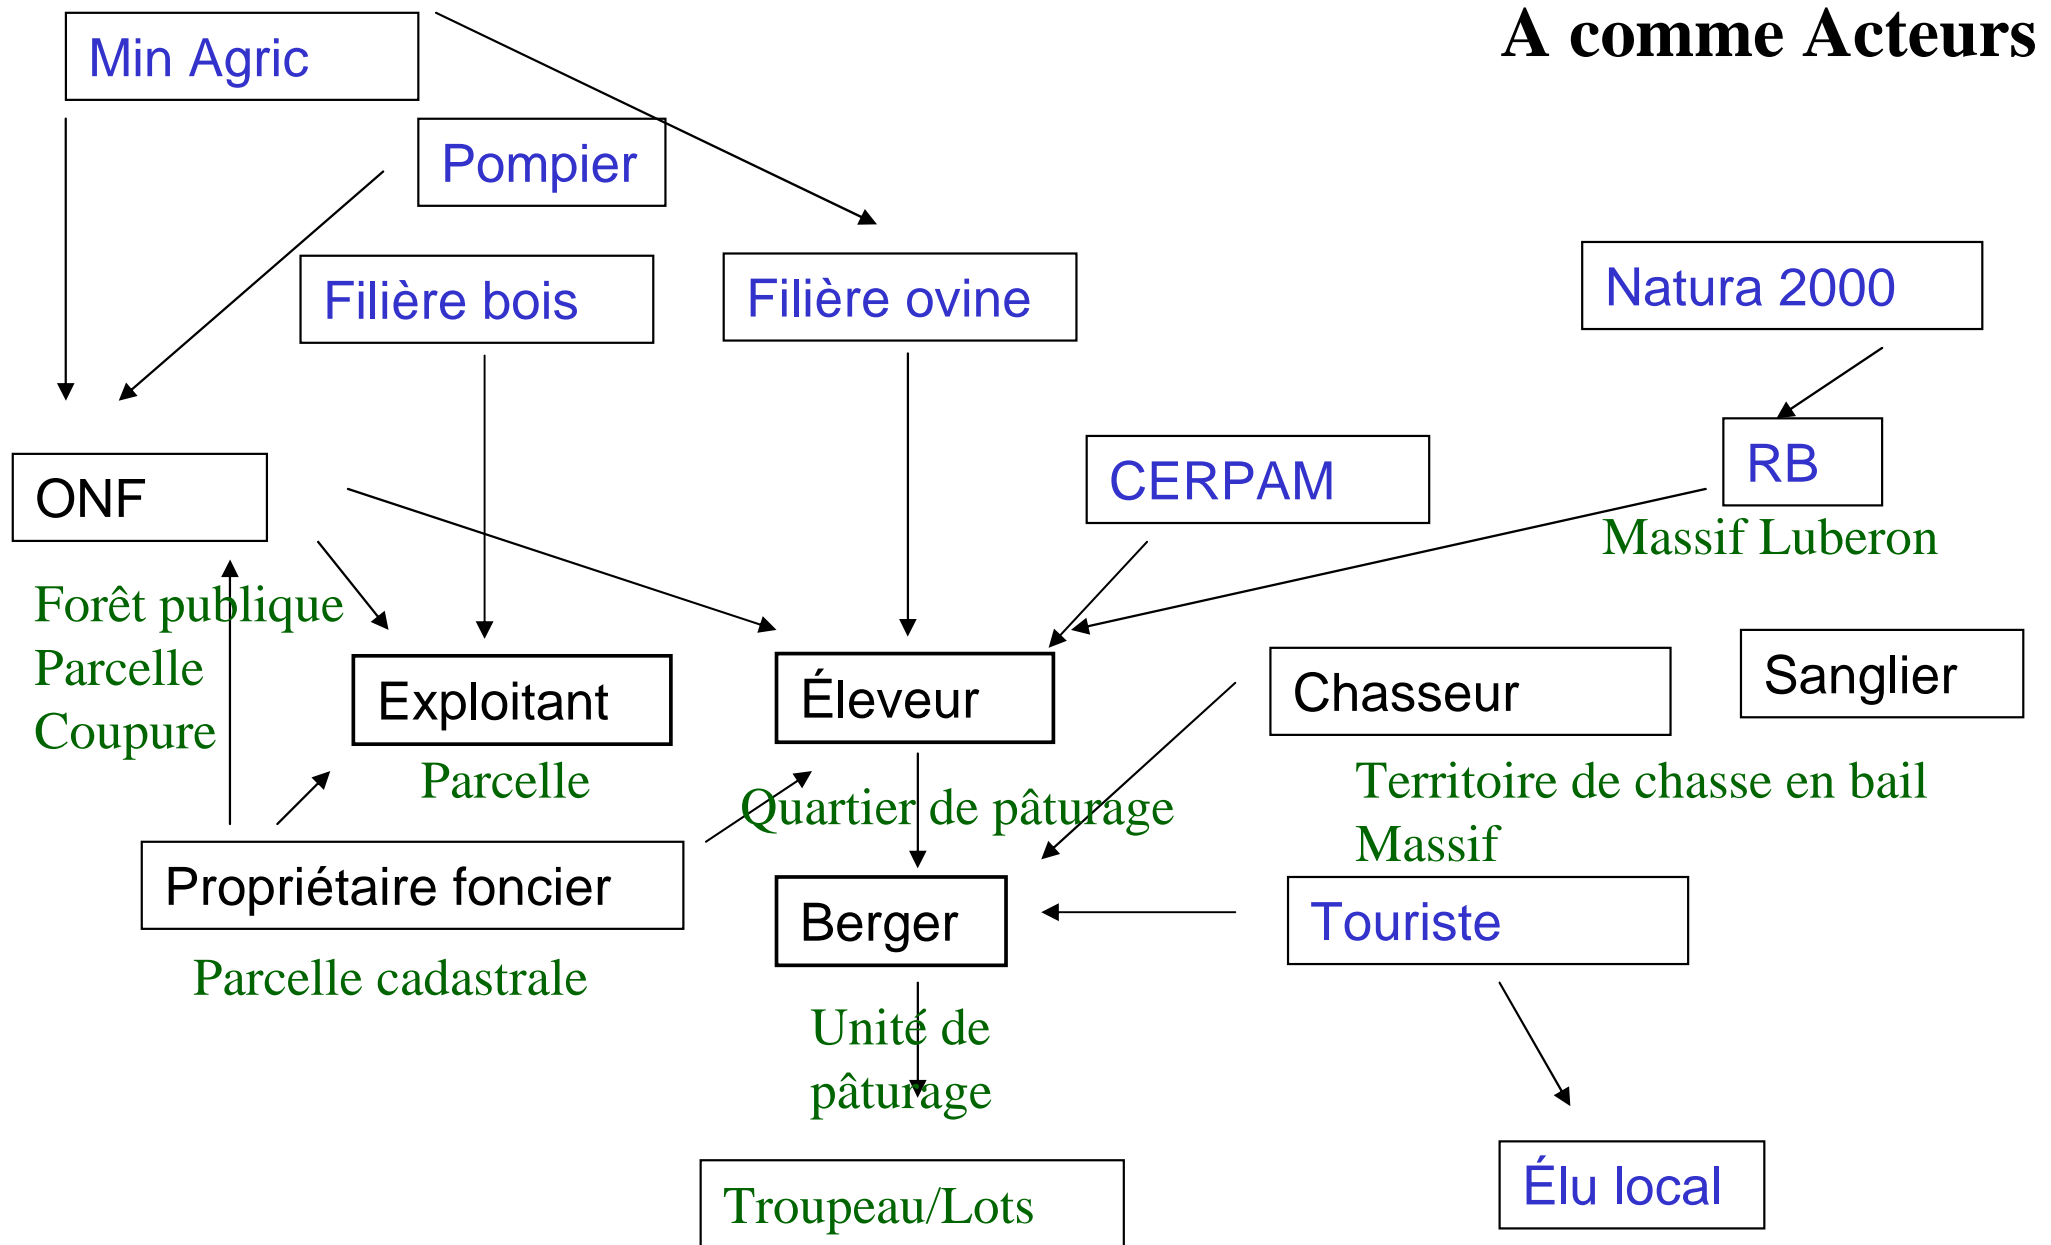 A comme Acteurs
Min Agric
Pompier
Filière bois
Filière ovine
Natura 2000
ONF
CERPAM
RB
Massif Luberon
Forêt publique
Parcelle
Coupure
Exploitant
Éleveur
Chasseur
Sanglier
Parcelle
Quartier de pâturage
Territoire de chasse en bail
Massif
Propriétaire foncier
Berger
Touriste
Parcelle cadastrale
Unité de
pâturage
Troupeau/Lots
Élu local